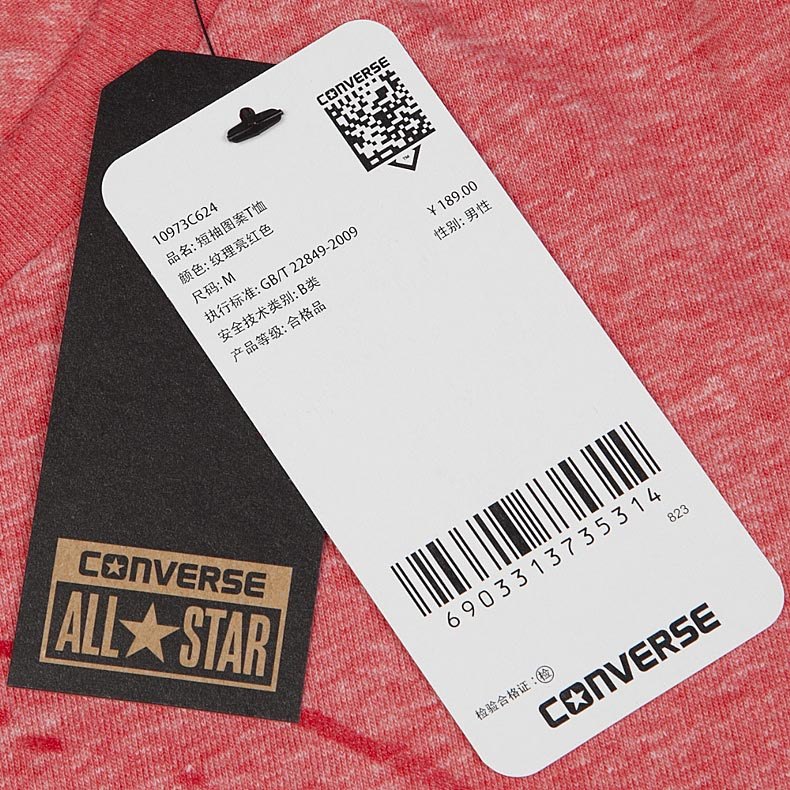 CONVERSE
10973C624
¥ 189.00
品名: 短袖图案T恤
性别: 男性
颜色: 纹理亮红色
尺码: M
执行标准: GB/T 22849-2009
安全技术类别: B类
产品等级: 合格品
6903313735314
823
检验合格证: 检
CONVERSE
CONVERSE
ALL STAR